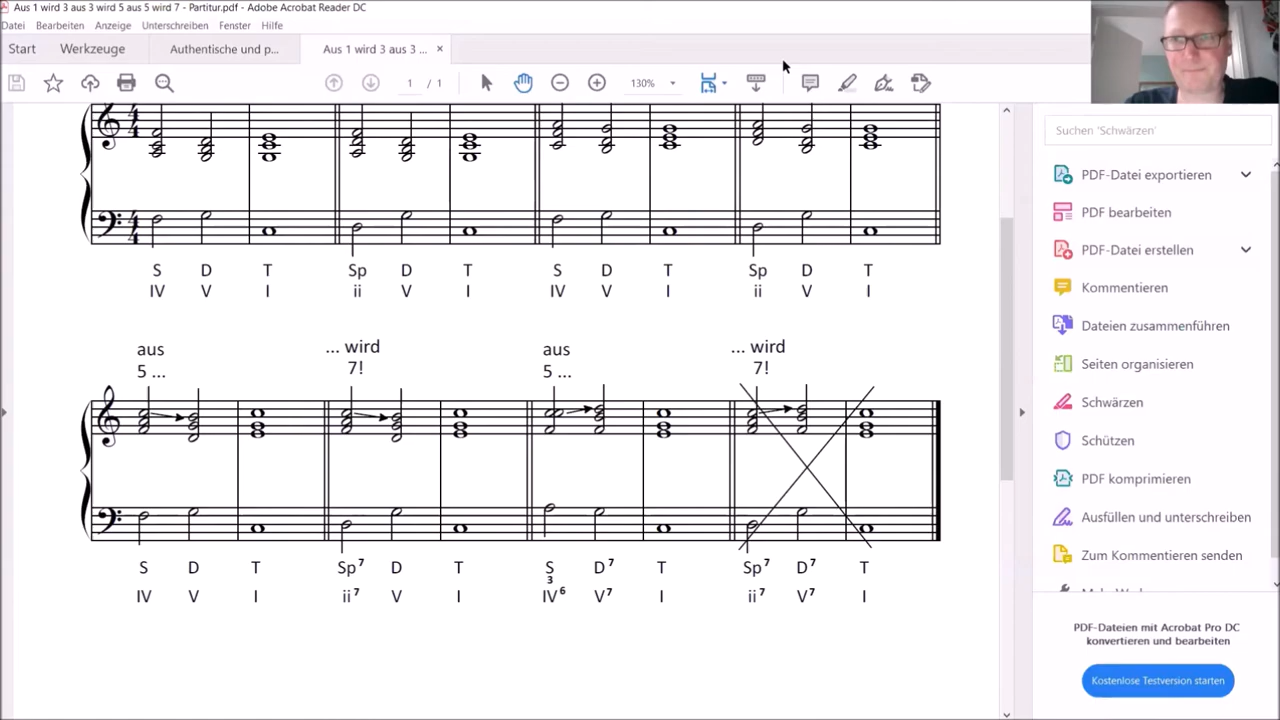 Aus 1 wird 3 aus 3 wird 5 aus 5 wird 7 - Partitur.pdf - Adobe Acrobat Reader DC
Datei Bearbeiten Anzeige Unterschreiben Fenster Hilfe
Start Werkzeuge Authentische und p... Aus 1 wird 3 aus 3 ... ×
1 / 1 130%
Suchen 'Schwärzen'
PDF-Datei exportieren
PDF bearbeiten
PDF-Datei erstellen
Kommentieren
Dateien zusammenführen
Seiten organisieren
Schwärzen
Schützen
PDF komprimieren
Ausfüllen und unterschreiben
Zum Kommentieren senden
PDF-Dateien mit Acrobat Pro DC
konvertieren und bearbeiten
Kostenlose Testversion starten
4 4
4 4
S D T Sp D T S D T Sp D T
IV V I ii V I IV V I ii V I
aus ... wird aus ... wird
5 ... 7! 5 ... 7!
S D T Sp⁷ D T S D⁷ T Sp⁷ D⁷ T
3
IV V I ii⁷ V I IV⁶ V⁷ I ii⁷ V⁷ I